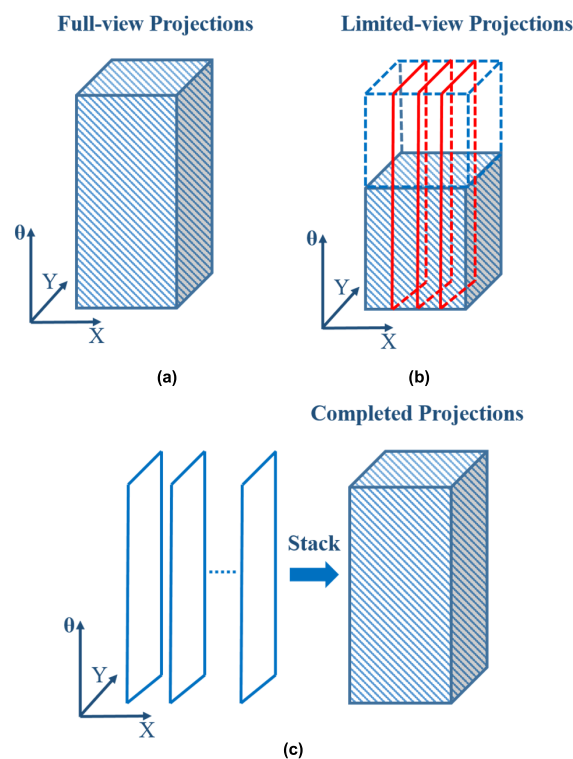 Full-view Projections
Limited-view Projections
θ
Y
X
θ
Y
X
(a)
(b)
Completed Projections
Stack
θ
Y
X
(c)